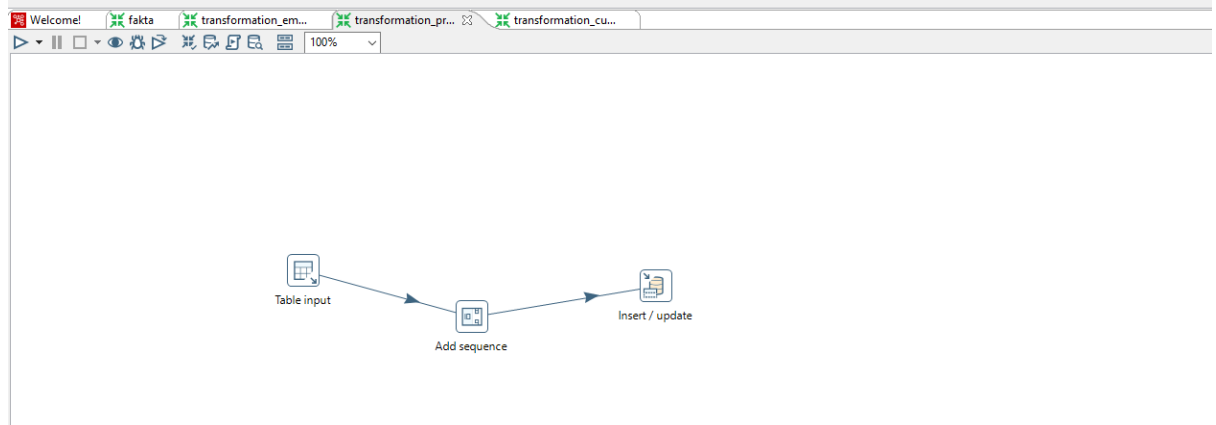 Welcome! fakta transformation_em... transformation_pr... transformation_cu...
100%
Table input
Insert / update
Add sequence